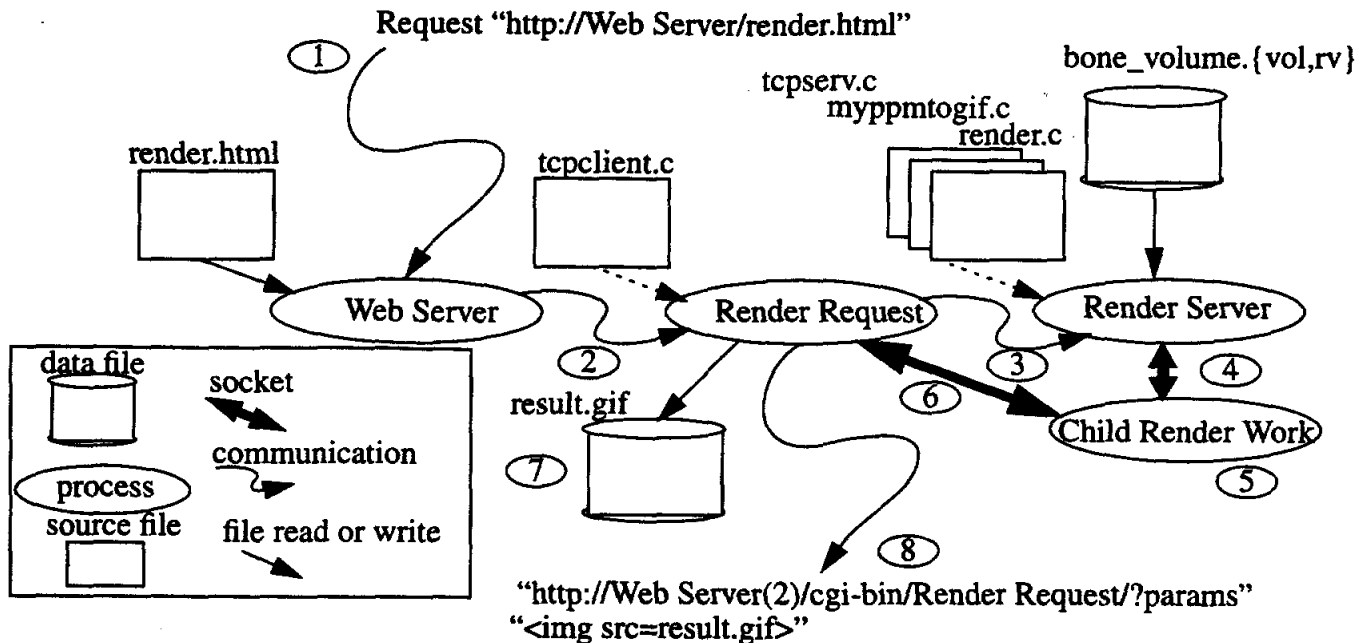 Request “http://Web Server/render.html”
1
bone_volume.{vol,rv}
tcpserv.c
myppmtogif.c
render.c
render.html
tcpclient.c
Web Server
Render Request
Render Server
2
3
4
6
Child Render Work
5
data file
socket
communication
process
source file
file read or write
result.gif
7
8
“http://Web Server(2)/cgi-bin/Render Request/?params”
“<img src=result.gif>”